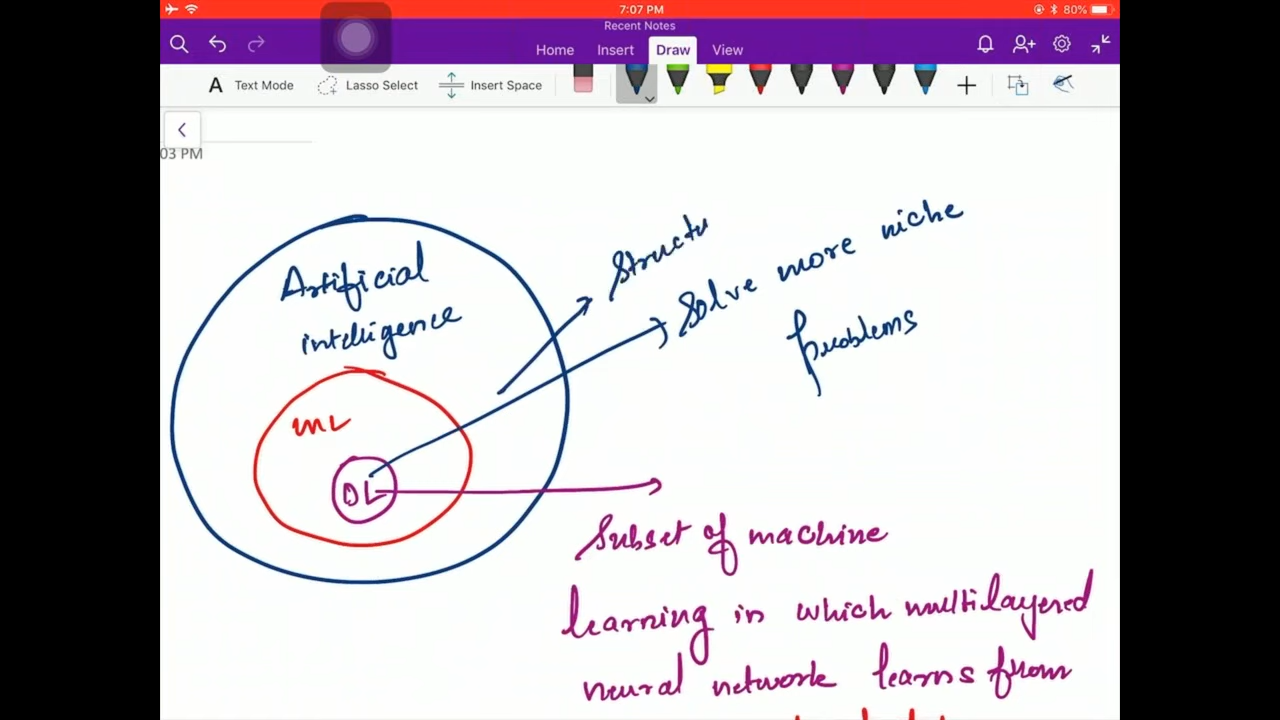 7:07 PM
80%
Recent Notes
Home Insert Draw View
A Text Mode Lasso Select Insert Space
03 PM
Structu
Solve more niche
problems
Artificial
intelligence
ML
DL
Subset of machine
learning in which multilayered
neural network learns from